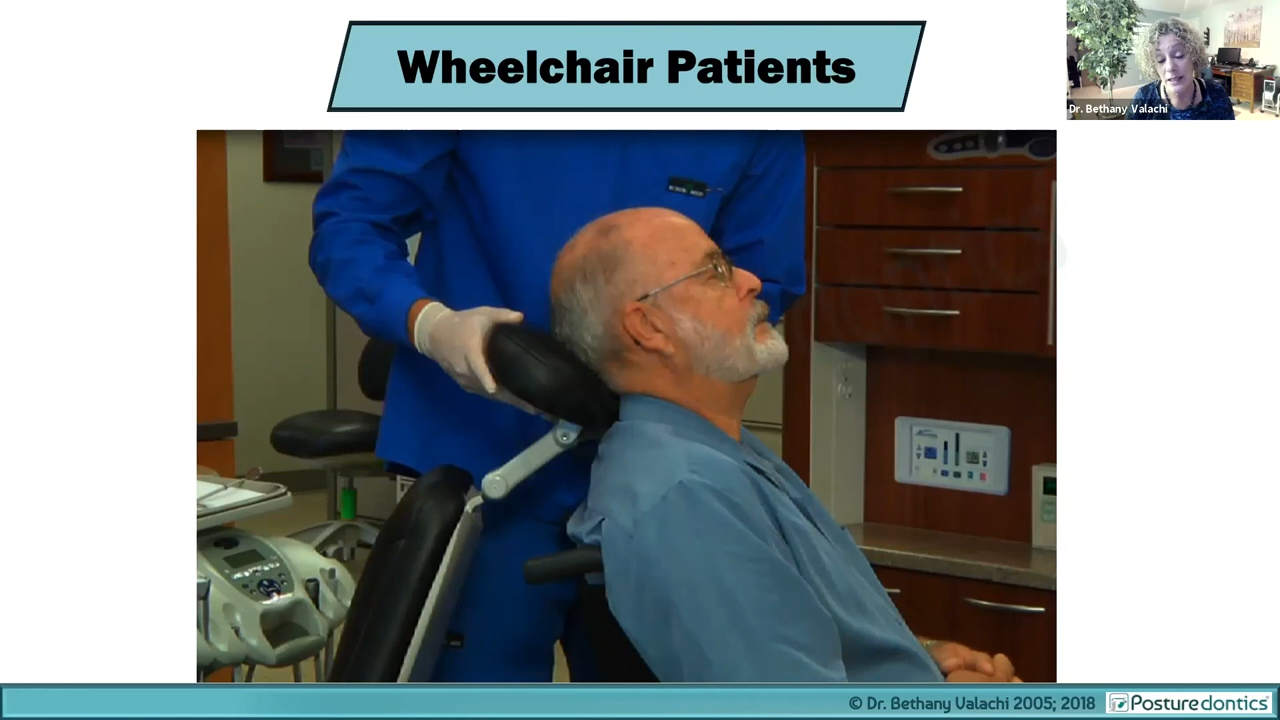 Wheelchair Patients
Dr. Bethany Valachi
© Dr. Bethany Valachi 2005; 2018
Posturedontics®